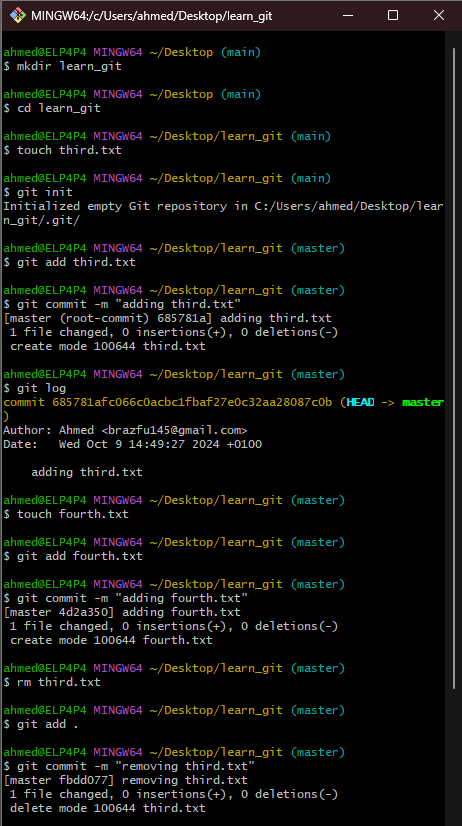 MINGW64:/c/Users/ahmed/Desktop/learn_git
ahmed@ELP4P4 MINGW64 ~/Desktop (main)
$ mkdir learn_git
ahmed@ELP4P4 MINGW64 ~/Desktop (main)
$ cd learn_git
ahmed@ELP4P4 MINGW64 ~/Desktop/learn_git (main)
$ touch third.txt
ahmed@ELP4P4 MINGW64 ~/Desktop/learn_git (main)
$ git init
Initialized empty Git repository in C:/Users/ahmed/Desktop/lear
n_git/.git/
ahmed@ELP4P4 MINGW64 ~/Desktop/learn_git (master)
$ git add third.txt
ahmed@ELP4P4 MINGW64 ~/Desktop/learn_git (master)
$ git commit -m "adding third.txt"
[master (root-commit) 685781a] adding third.txt
 1 file changed, 0 insertions(+), 0 deletions(-)
 create mode 100644 third.txt
ahmed@ELP4P4 MINGW64 ~/Desktop/learn_git (master)
$ git log
commit 685781afc066c0acbc1fbaf27e0c32aa28087c0b (HEAD -> master
)
Author: Ahmed <brazfu145@gmail.com>
Date:   Wed Oct 9 14:49:27 2024 +0100
    adding third.txt
ahmed@ELP4P4 MINGW64 ~/Desktop/learn_git (master)
$ touch fourth.txt
ahmed@ELP4P4 MINGW64 ~/Desktop/learn_git (master)
$ git add fourth.txt
ahmed@ELP4P4 MINGW64 ~/Desktop/learn_git (master)
$ git commit -m "adding fourth.txt"
[master 4d2a350] adding fourth.txt
 1 file changed, 0 insertions(+), 0 deletions(-)
 create mode 100644 fourth.txt
ahmed@ELP4P4 MINGW64 ~/Desktop/learn_git (master)
$ rm third.txt
ahmed@ELP4P4 MINGW64 ~/Desktop/learn_git (master)
$ git add .
ahmed@ELP4P4 MINGW64 ~/Desktop/learn_git (master)
$ git commit -m "removing third.txt"
[master fbdd077] removing third.txt
 1 file changed, 0 insertions(+), 0 deletions(-)
 delete mode 100644 third.txt